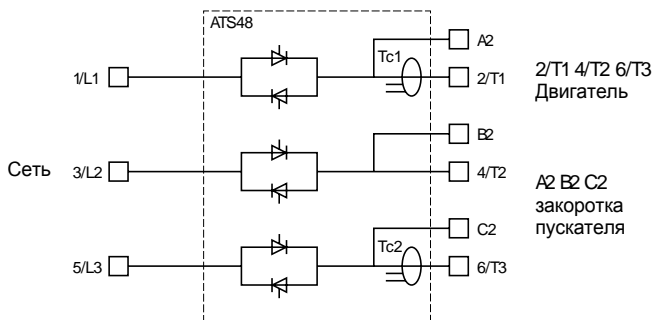 ATS48
A2
Tc1
1/L1
2/T1
2/T1 4/T2 6/T3
Двигатель
B2
Сеть
3/L2
4/T2
A2 B2 C2
закоротка
пускателя
C2
Tc2
5/L3
6/T3